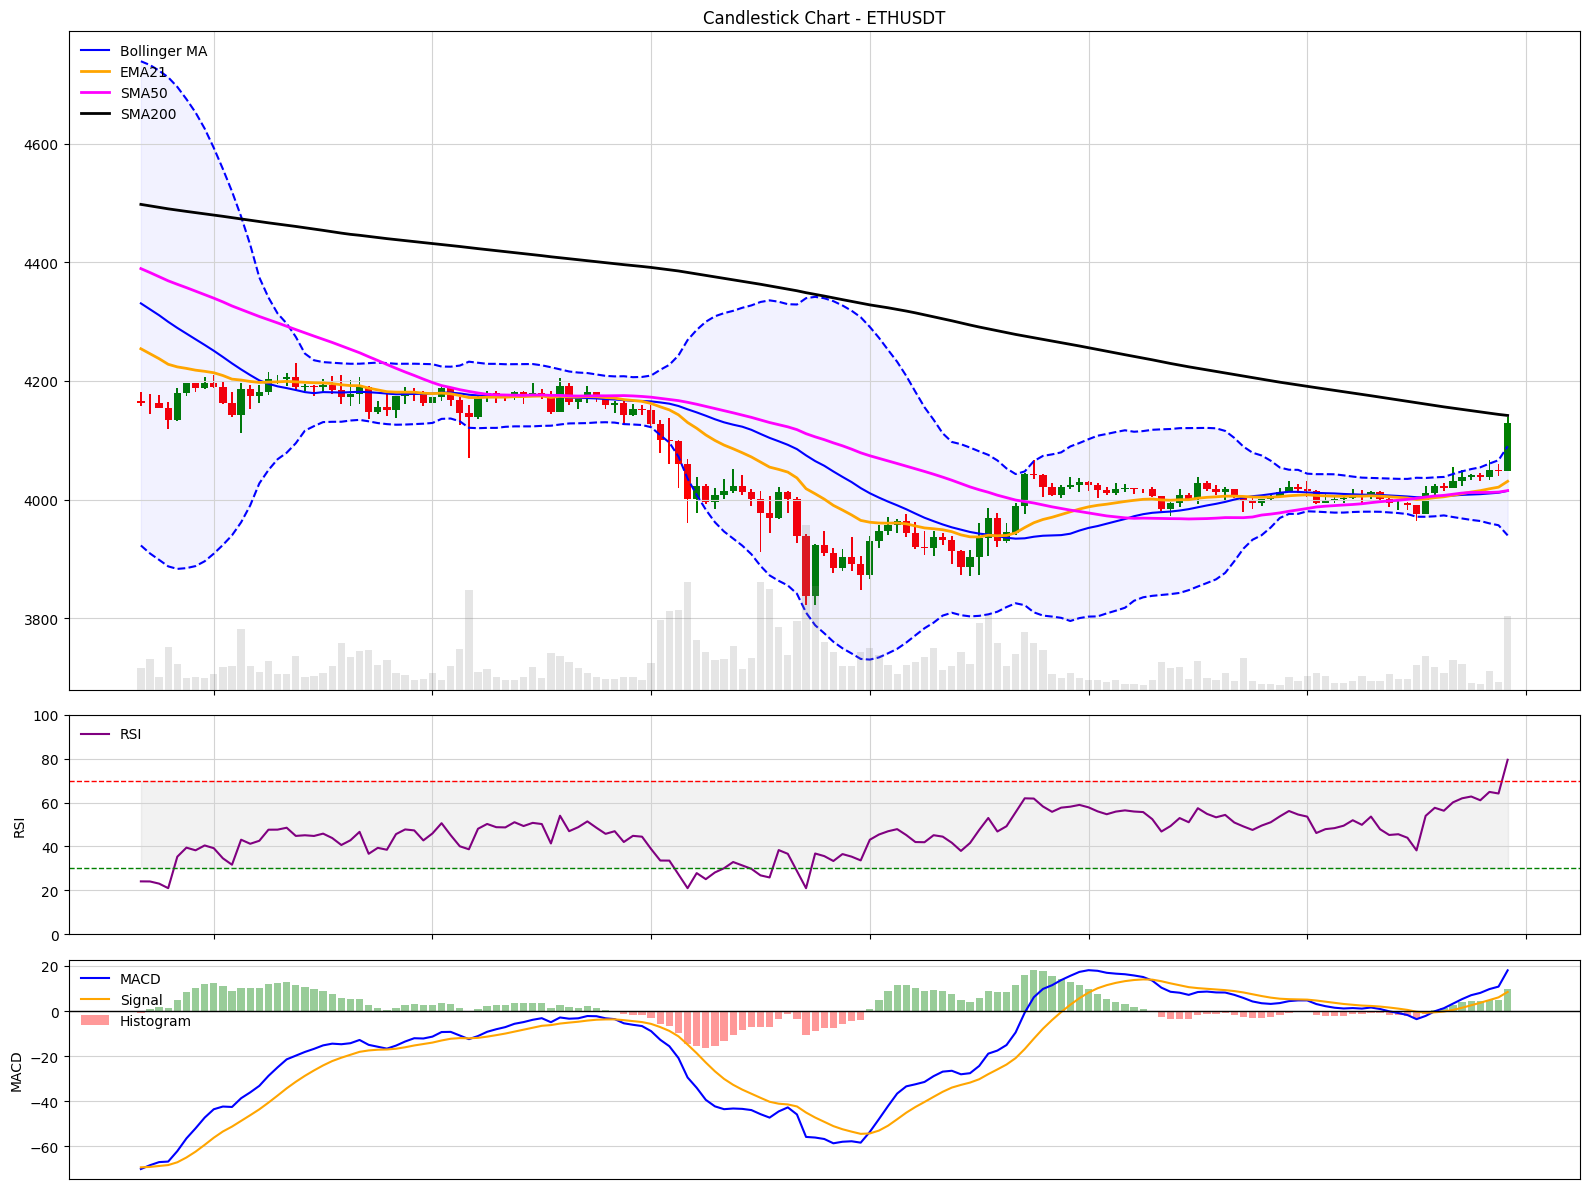 Candlestick Chart - ETHUSDT
Bollinger MA
EMA21
SMA50
SMA200
4600
4400
4200
4000
3800
100
80
60
40
20
0
RSI
RSI
20
0
−20
−40
−60
MACD
MACD
Signal
Histogram